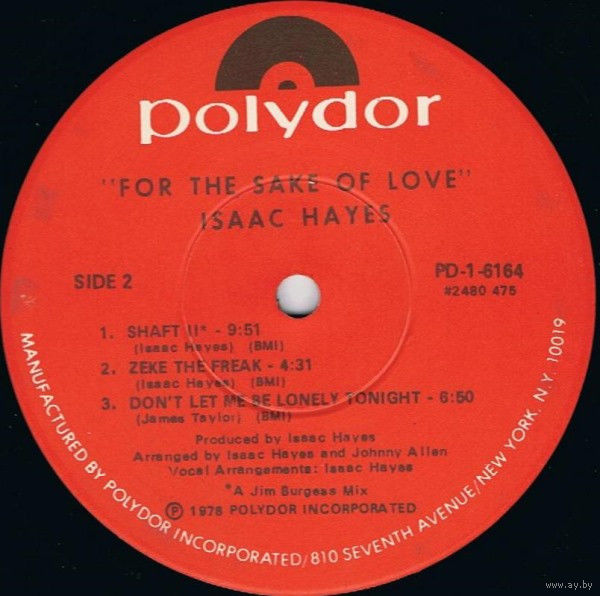 polydor
"FOR THE SAKE OF LOVE"
ISAAC HAYES
SIDE 2
PD-1-6164
#2480 475
1. SHAFT II* - 9:51
(Isaac Hayes) (BMI)
2. ZEKE THE FREAK - 4:31
(Isaac Hayes) (BMI)
3. DON'T LET ME BE LONELY TONIGHT - 6:50
(James Taylor) (BMI)
Produced by Isaac Hayes
Arranged by Isaac Hayes and Johnny Allen
Vocal Arrangements: Isaac Hayes
*A Jim Burgess Mix
℗ 1978 POLYDOR INCORPORATED
MANUFACTURED BY POLYDOR INCORPORATED/810 SEVENTH AVENUE/NEW YORK. N.Y. 10019
www.ay.by